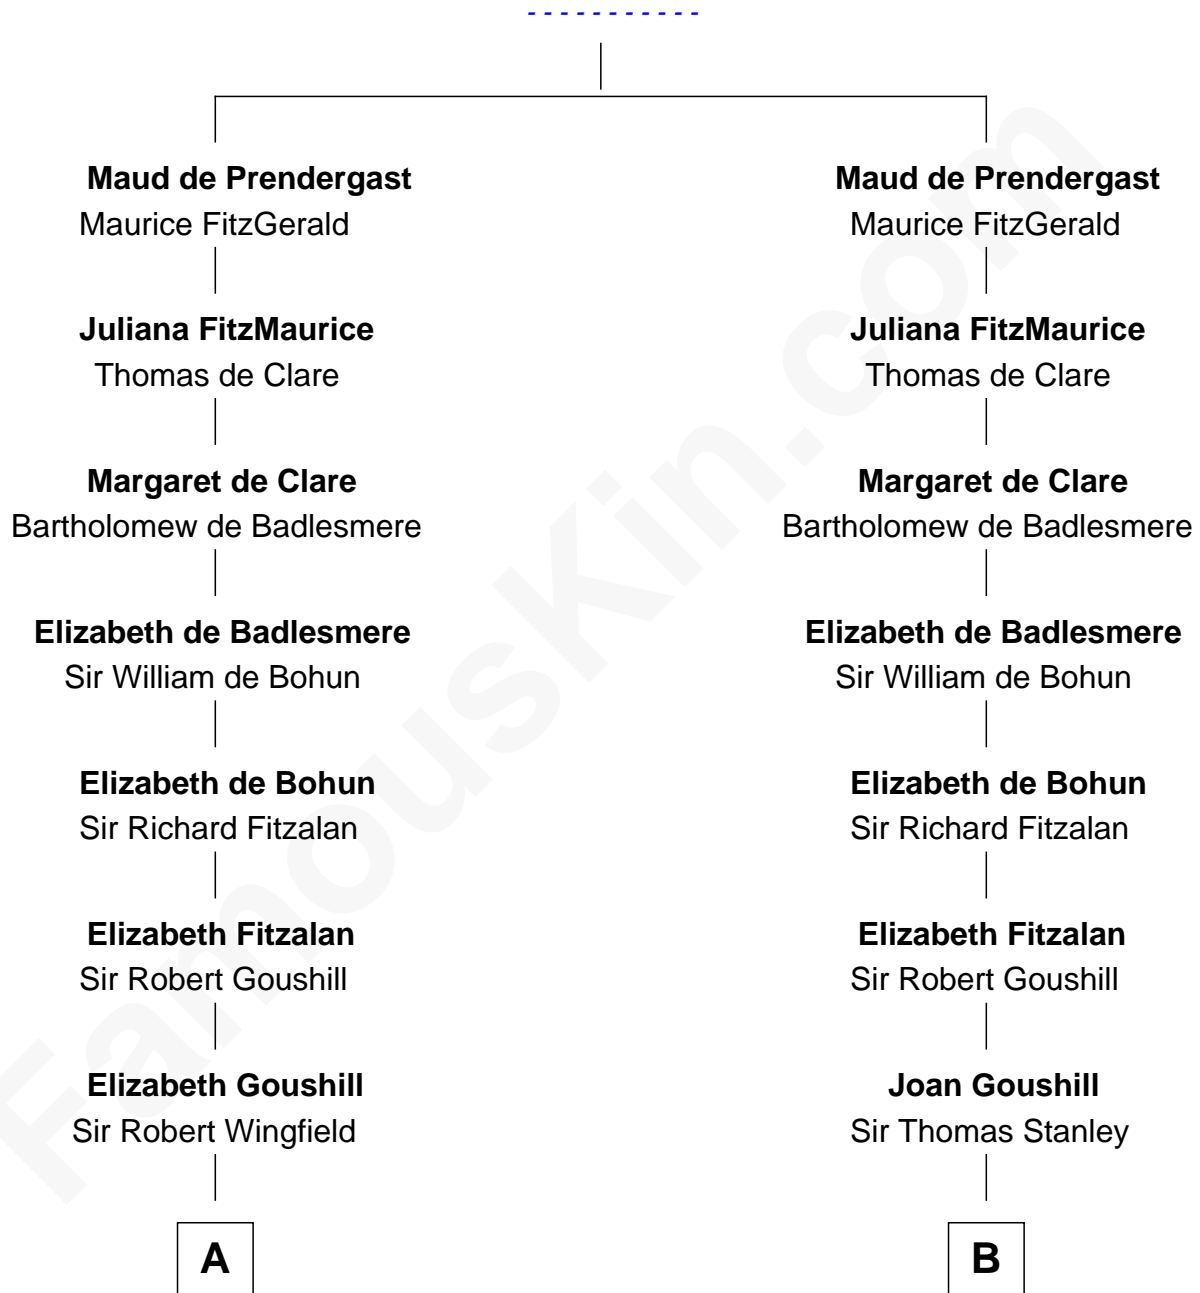 - - - - - - - - - - -
Maud de Prendergast
Maurice FitzGerald
Juliana FitzMaurice
Thomas de Clare
Margaret de Clare
Bartholomew de Badlesmere
Elizabeth de Badlesmere
Sir William de Bohun
Elizabeth de Bohun
Sir Richard Fitzalan
Elizabeth Fitzalan
Sir Robert Goushill
Elizabeth Goushill
Sir Robert Wingfield
A
Maud de Prendergast
Maurice FitzGerald
Juliana FitzMaurice
Thomas de Clare
Margaret de Clare
Bartholomew de Badlesmere
Elizabeth de Badlesmere
Sir William de Bohun
Elizabeth de Bohun
Sir Richard Fitzalan
Elizabeth Fitzalan
Sir Robert Goushill
Joan Goushill
Sir Thomas Stanley
B
FamousKin.com